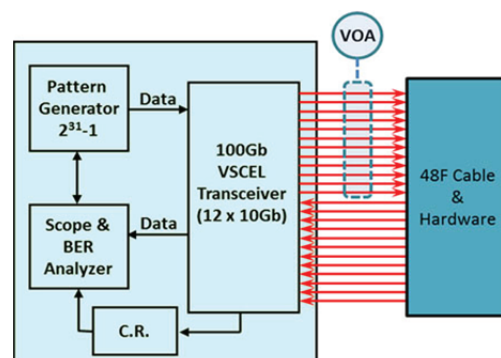 VOA
Pattern
Generator
2³¹-1
Data
100Gb
VSCEL
Transceiver
(12 x 10Gb)
48F Cable
&
Hardware
Scope &
BER
Analyzer
Data
C.R.